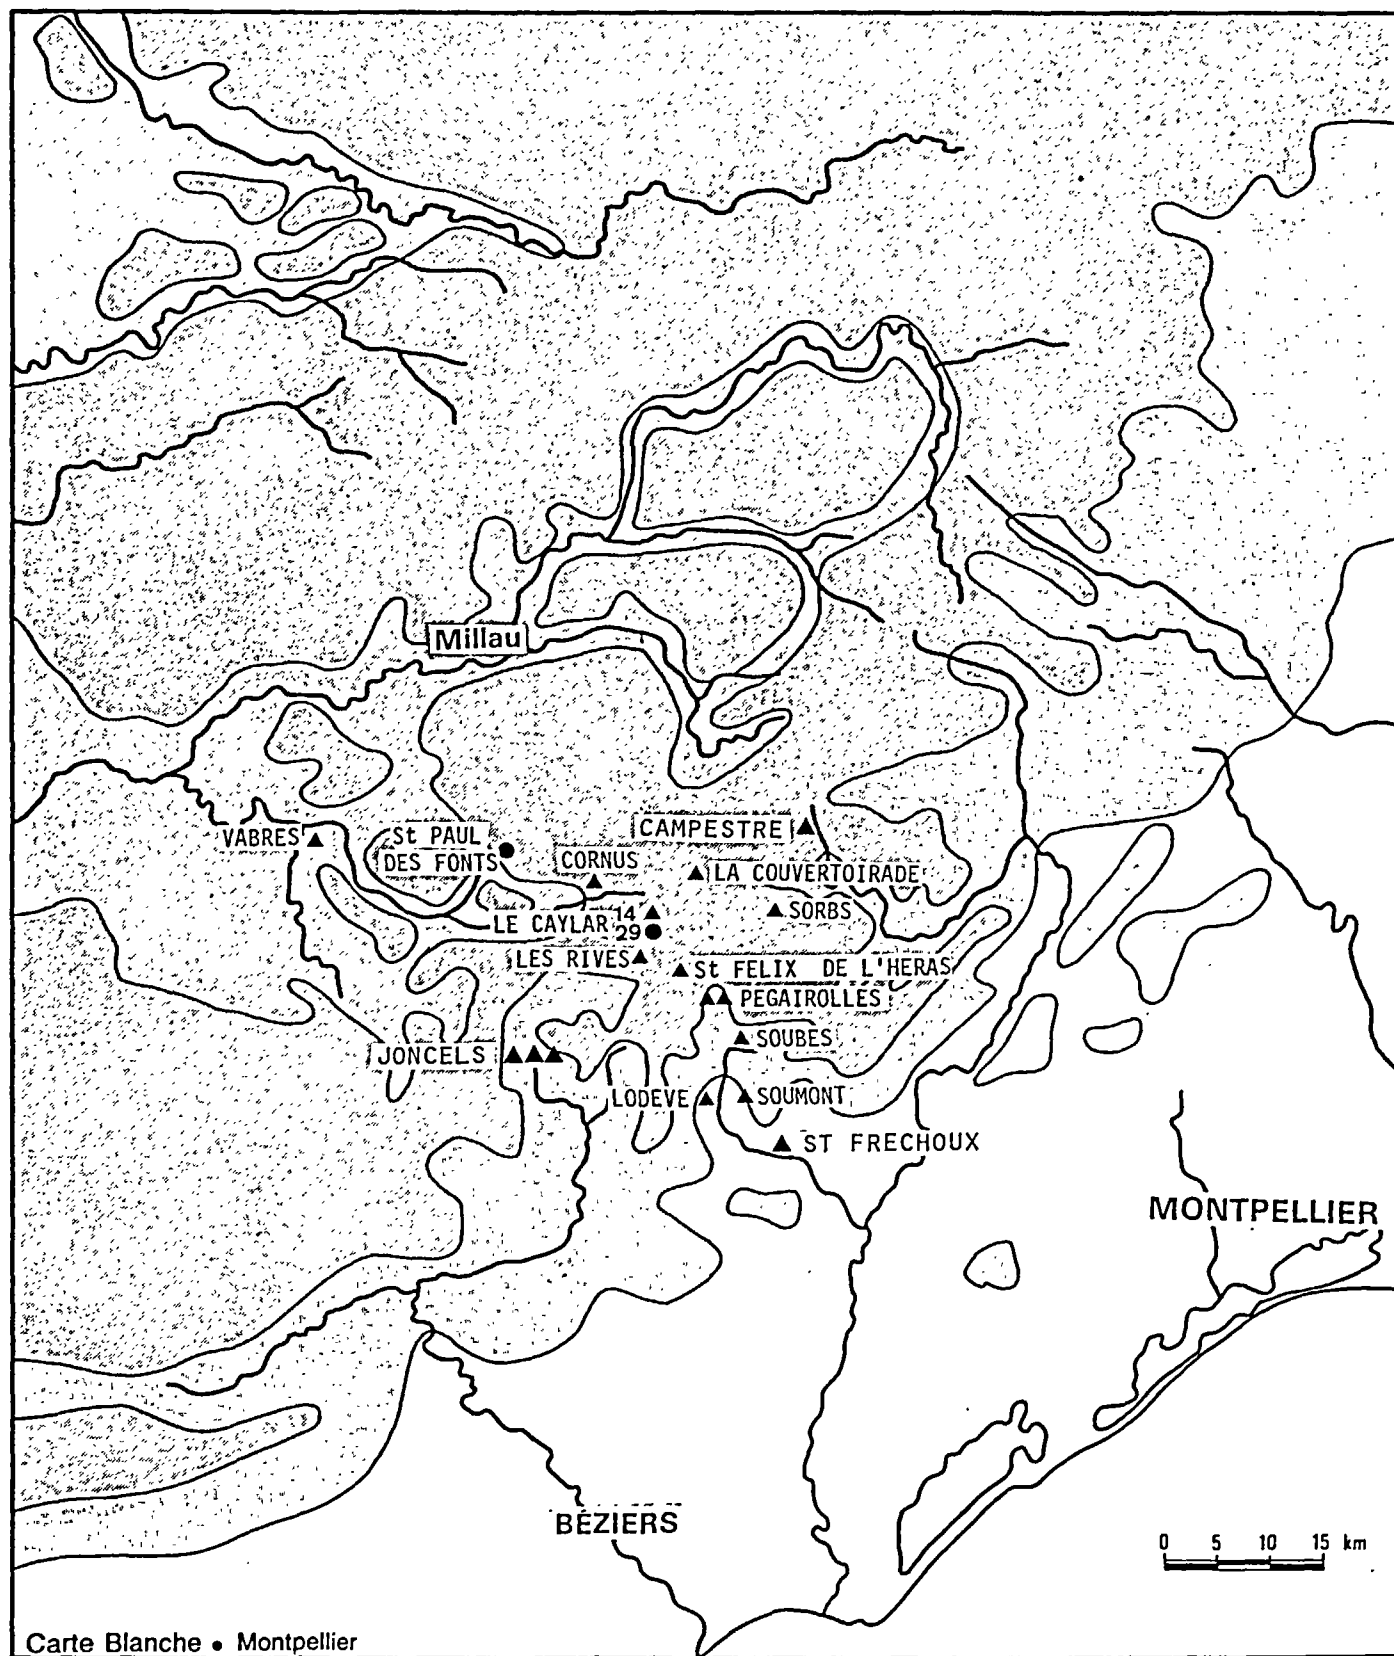 Millau
VABRES
St PAUL
DES FONTS
CAMPESTRE
CORNUS
LA COUVERTOIRADE
LE CAYLAR 14
29
SORBS
LES RIVES
St FELIX DE L'HERAS
PEGAIROLLES
SOUBES
JONCELS
LODEVE
SOUMONT
ST FRECHOUX
MONTPELLIER
BÉZIERS
0 5 10 15 km
Carte Blanche • Montpellier